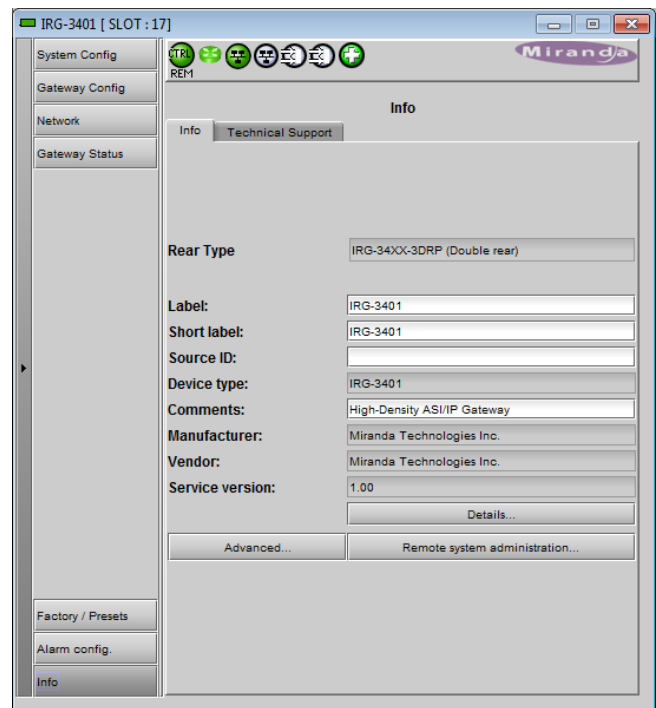 IRG-3401 [ SLOT : 17]
System Config
Gateway Config
Network
Gateway Status
CTRL
REM
Miranda
Info
Info
Technical Support
Rear Type
IRG-34XX-3DRP (Double rear)
Label:
IRG-3401
Short label:
IRG-3401
Source ID:
Device type:
IRG-3401
Comments:
High-Density ASI/IP Gateway
Manufacturer:
Miranda Technologies Inc.
Vendor:
Miranda Technologies Inc.
Service version:
1.00
Details...
Advanced...
Remote system administration...
Factory / Presets
Alarm config.
Info